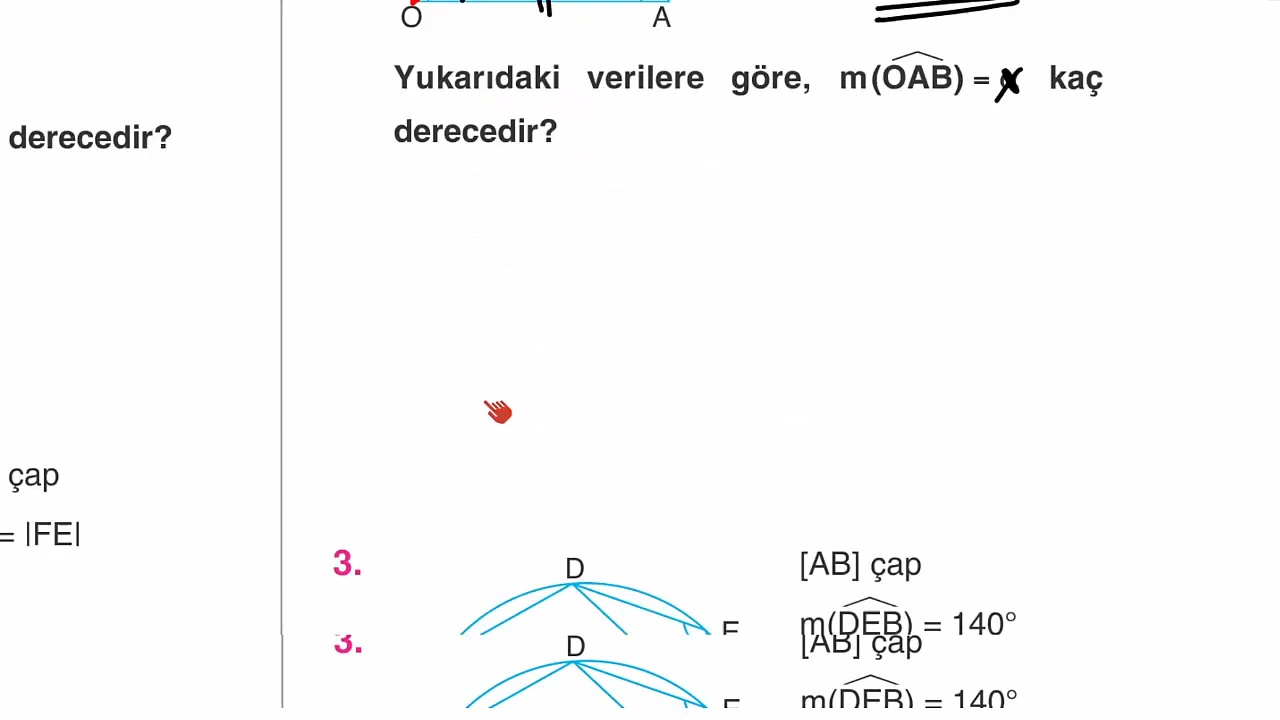 O A
Yukarıdaki verilere göre, m(OAB) = x kaç
derecedir?
derecedir?
çap
= |FE|
3.
D
[AB] çap
E
m(DEB) = 140°
3.
D
[AB] çap
m(DEB) = 140°